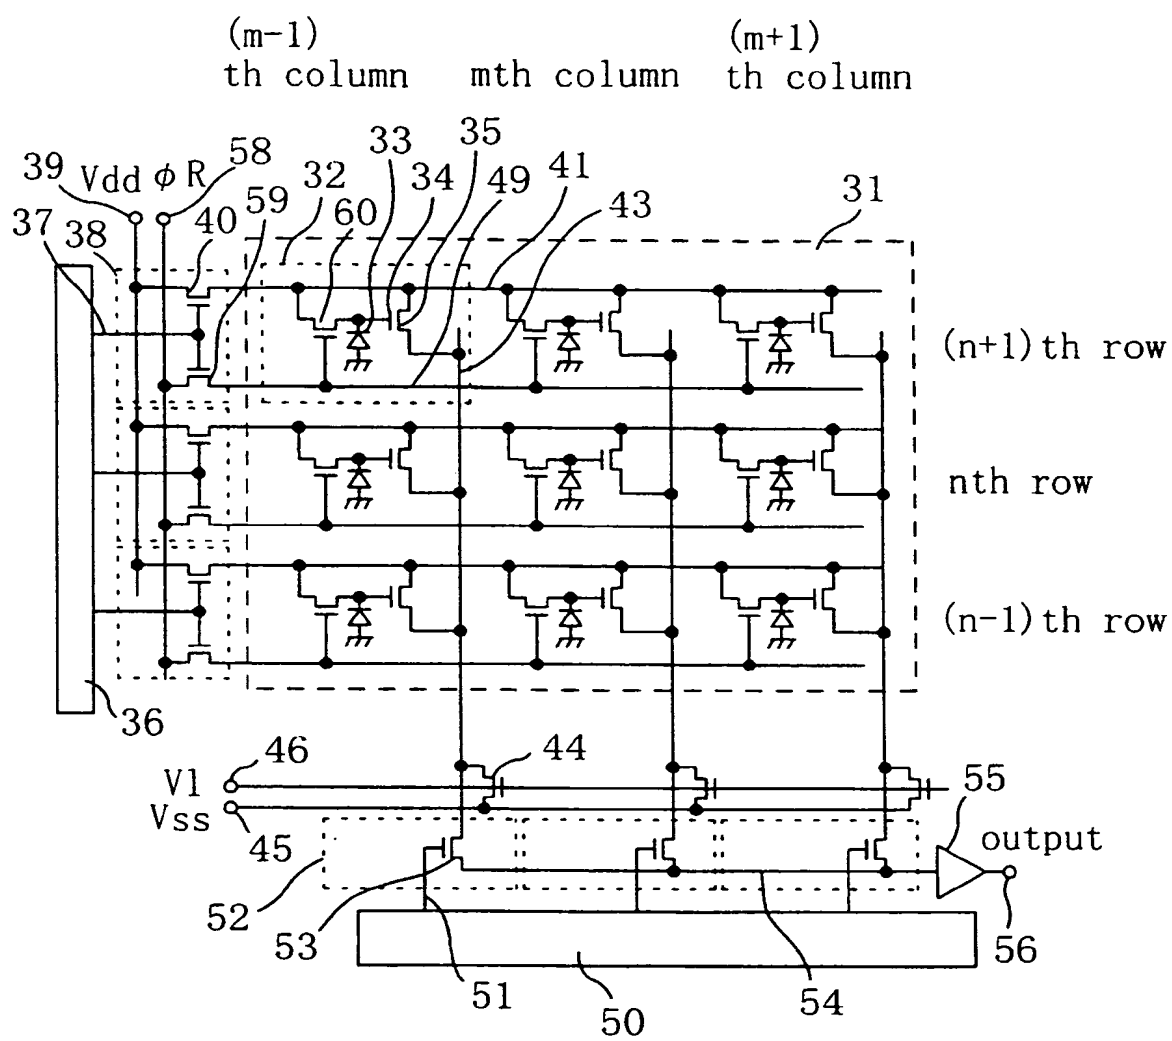 (m-1)
th column
mth column
(m+1)
th column
39
Vdd
φR
58
37
38
40
59
32
60
33
34
35
49
41
43
31
(n+1)th row
nth row
(n-1)th row
36
46
Vl
Vss
45
44
55
output
52
53
51
50
54
56